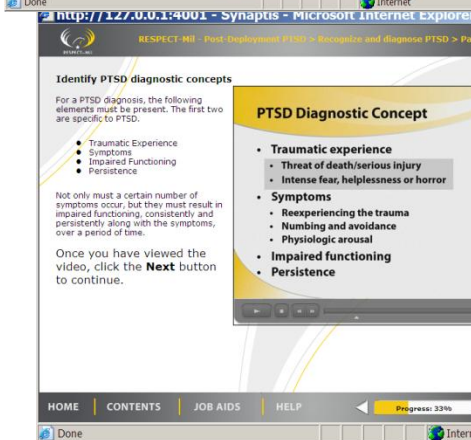 Done
Internet
http://127.0.0.1:4001 - Synaptis - Microsoft Internet Explorer
RESPECT-Mil - Post-Deployment PTSD > Recognize and diagnose PTSD > Pa
Identify PTSD diagnostic concepts
For a PTSD diagnosis, the following
elements must be present. The first two
are specific to PTSD.
Traumatic Experience
Symptoms
Impaired Functioning
Persistence
Not only must a certain number of
symptoms occur, but they must result in
impaired functioning, consistently and
persistently along with the symptoms,
over a period of time.
Once you have viewed the
video, click the Next button
to continue.
PTSD Diagnostic Concept
• Traumatic experience
• Threat of death/serious injury
• Intense fear, helplessness or horror
• Symptoms
• Reexperiencing the trauma
• Numbing and avoidance
• Physiologic arousal
• Impaired functioning
• Persistence
HOME | CONTENTS | JOB AIDS | HELP
Progress: 33%
Done
Intern